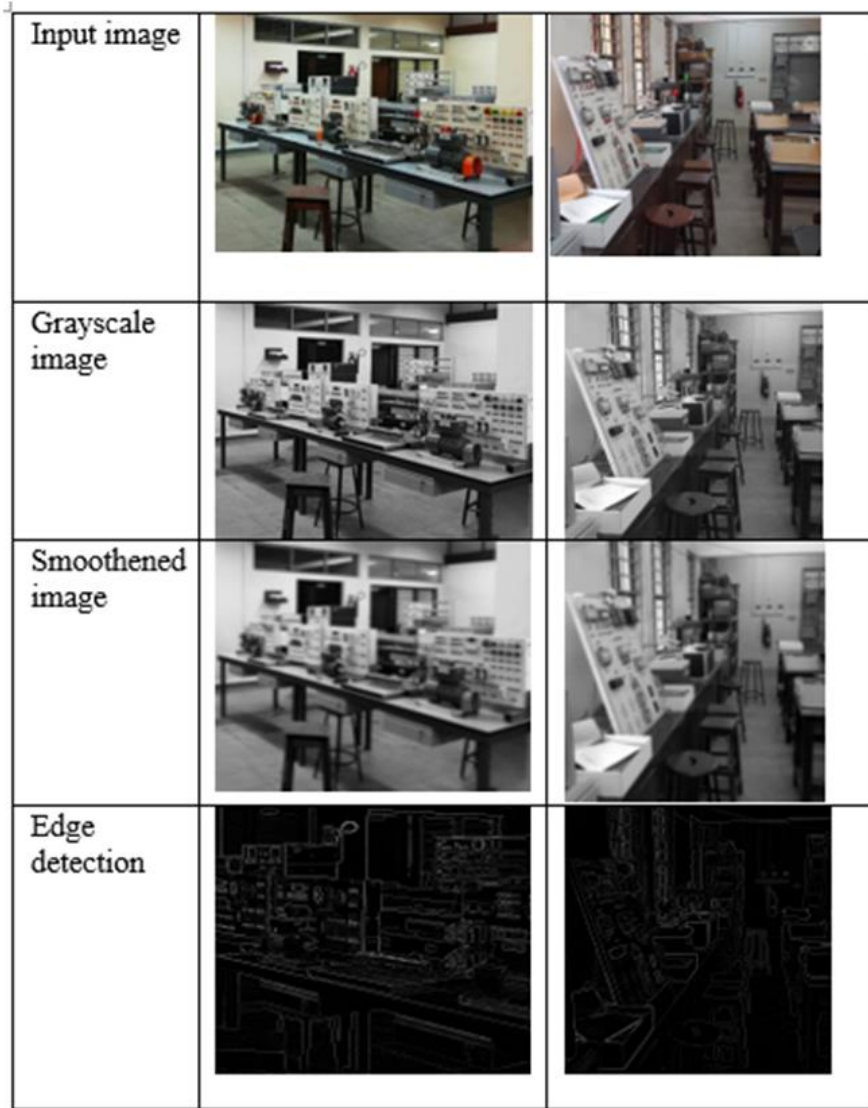 Input image
Grayscale
image
Smoothened
image
Edge
detection